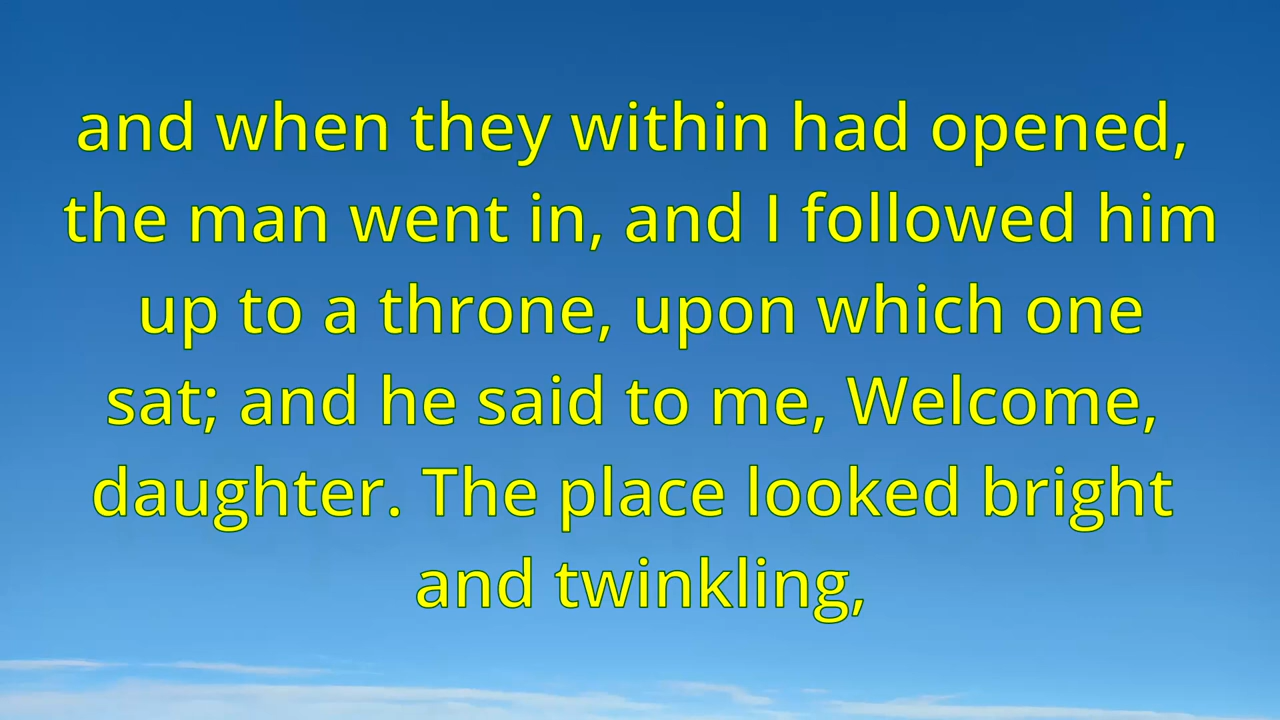 and when they within had opened,
the man went in, and I followed him
up to a throne, upon which one
sat; and he said to me, Welcome,
daughter. The place looked bright
and twinkling,